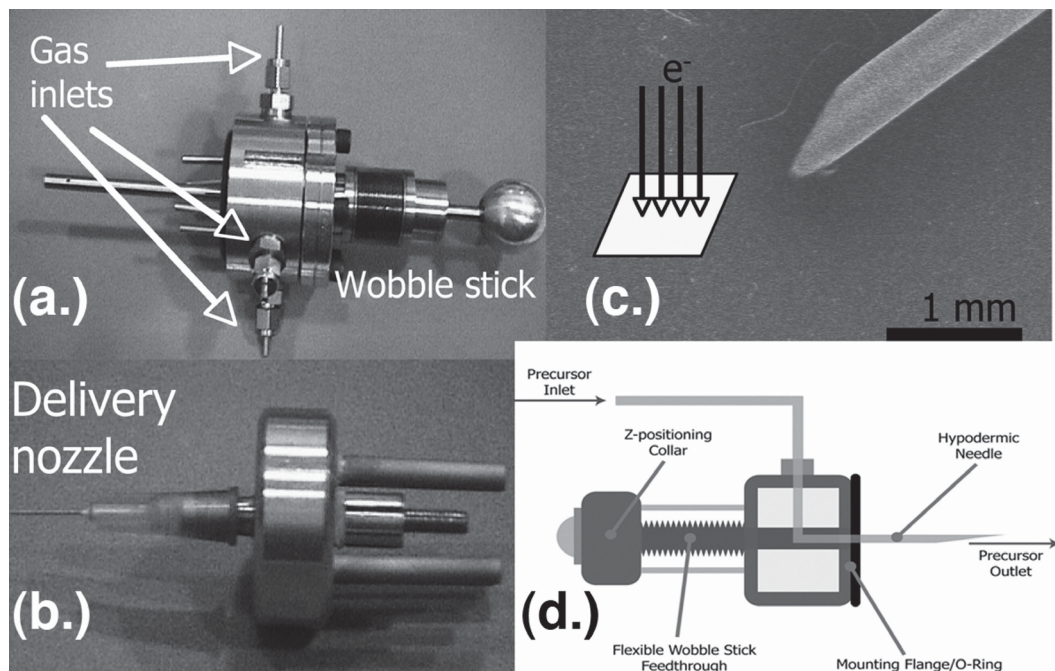 Gas
inlets
Wobble stick
(a.)
Delivery
nozzle
(b.)
e-
(c.)
1 mm
Precursor
Inlet
Z-positioning
Collar
Hypodermic
Needle
Precursor
Outlet
(d.)
Flexible Wobble Stick
Feedthrough
Mounting Flange/O-Ring